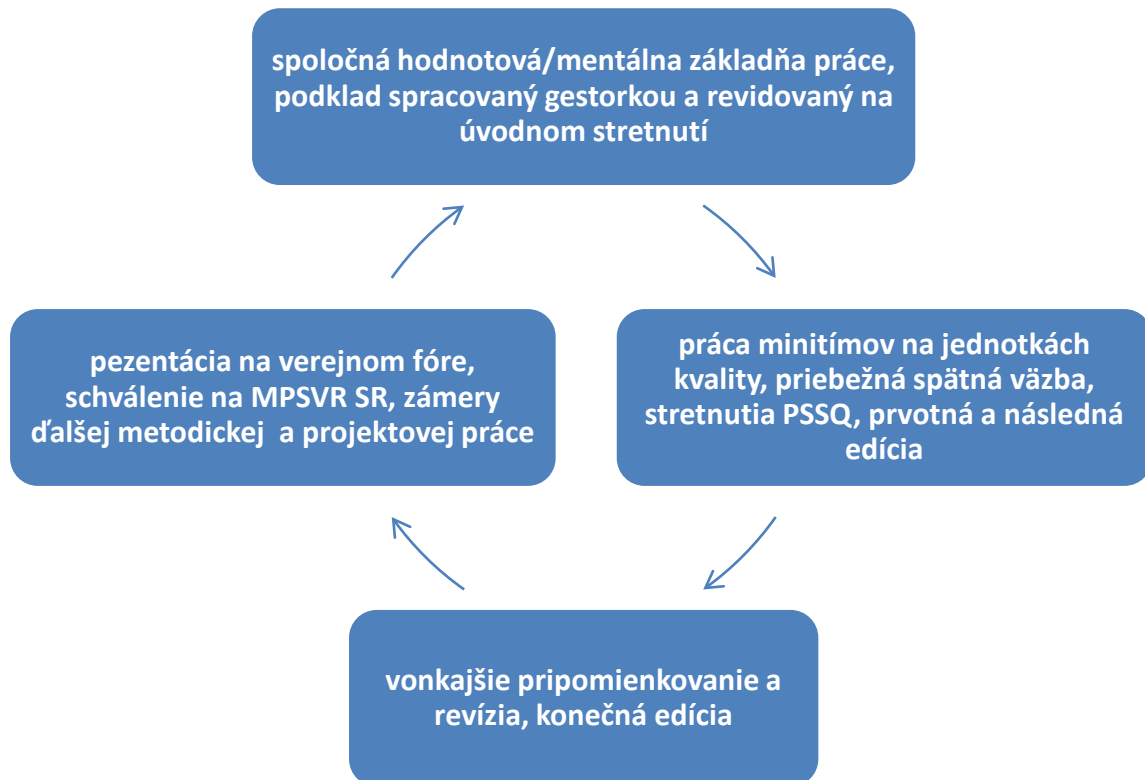 spoločná hodnotová/mentálna základňa práce,
podklad spracovaný gestorkou a revidovaný na
úvodnom stretnutí
práca minitímov na jednotkách
kvality, priebežná spätná väzba,
stretnutia PSSQ, prvotná a následná
edícia
vonkajšie pripomienkovanie a
revízia, konečná edícia
pezentácia na verejnom fóre,
schválenie na MPSVR SR, zámery
ďalšej metodickej  a projektovej práce